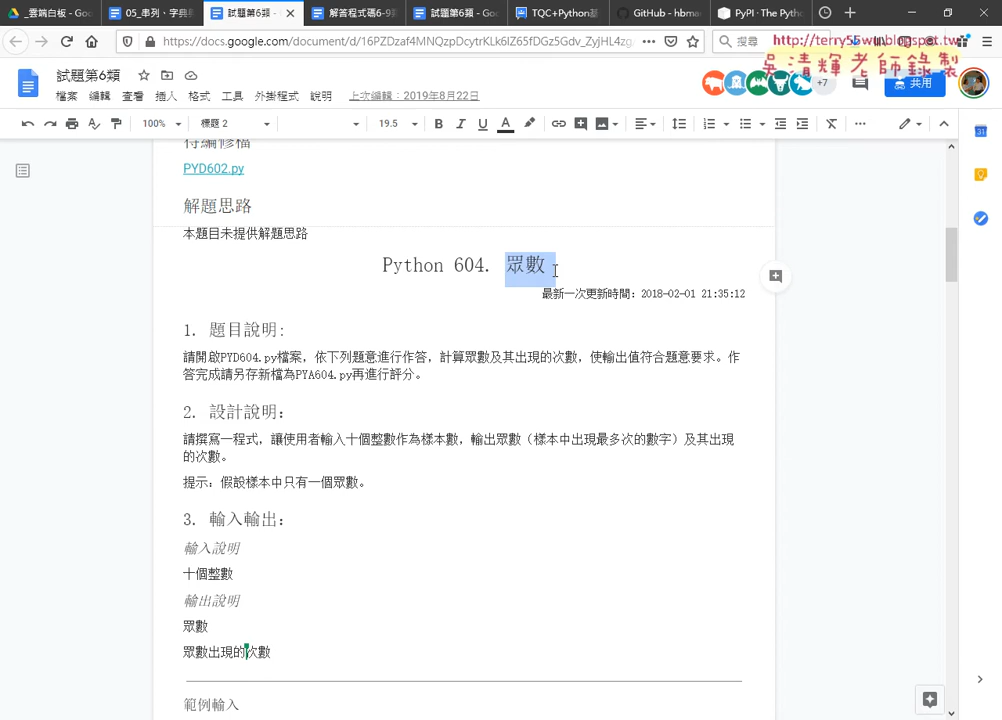 _雲端白板 - Goo
05_串列、字典
試題第6類 - Goo
解答程式碼6-9類
試題第6類 - Goo
TQC+Python基
GitHub - hbma
PyPI · The Pyth
https://docs.google.com/document/d/16PZDzaf4MNQzpDcytrKLk6IZ65fDGz5Gdv_ZyjHL4zg
搜尋
http://terry55wu.blogspot.tw
吳清輝老師錄製
試題第6類
檔案 編輯 查看 插入 格式 工具 外掛程式 說明 上次編輯：2019年8月22日
+7
共用
100% 標題 2 19.5 B I U A
31
待編修檔
PYD602.py
解題思路
本題目未提供解題思路
Python 604. 眾數
最新一次更新時間：2018-02-01 21:35:12
1. 題目說明:
請開啟PYD604.py檔案，依下列題意進行作答，計算眾數及其出現的次數，使輸出值符合題意要求。作
答完成請另存新檔為PYA604.py再進行評分。
2. 設計說明：
請撰寫一程式，讓使用者輸入十個整數作為樣本數，輸出眾數（樣本中出現最多次的數字）及其出現
的次數。
提示：假設樣本中只有一個眾數。
3. 輸入輸出：
輸入說明
十個整數
輸出說明
眾數
眾數出現的次數
範例輸入